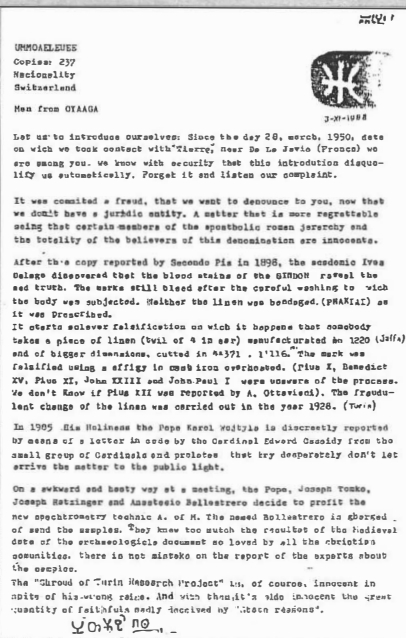 UMMOAELEUEE
Copies: 237
Nacionality
Switzerland
Men from OYAAGA
3-XI-1988
Let us to introduce ourselves: Since the day 28, march, 1950, date
on wich we took contact with "Tierre", near De La Javie (France) we
are among you. we know with security that this introdution disqua-
lify us automatically. Forget it and listen our complaint.
It was commited a fraud, that we want to denounce to you, now that
we don't have a juridic entity. A matter that is more regrettable
seing that certain members of the apostholic roman jerarchy and
the totality of the believers of this denomination are innocents.
After the copy reported by Secondo Pia in 1898, the academic Ives
Delage discovered that the blood stains of the SINDON reveal the
sad truth. The marks still bleed after the careful washing to wich
the body was subjected. Neither the linen was bandaged. (PHAKIAI) as
it was prescribed.
It starts a clever falsification on wich it happens that somebody
takes a piece of linen (twil of 4 in ear) manufacturated in 1220 (Jaffa)
and of bigger dimensions, cutted in 4*371 . 1'116. The mark was
falsified using a effigy in cast iron overheated. (Pius X, Benedict
XV, Pius XI, John XXIII and John Paul I were of the process.
We don't Know if Pius XII was reported by A. Ottaviani). The fraudu-
lent change of the linen was carried out in the year 1928. (Turin)
In 1985 His Holiness the Pope Karol Wojtyla is discreetly reported
by means of a letter in code by the Cardinal Edward Cassidy from the
small group of Cardinals and prelates that try desperately don't let
arrive the matter to the public light.
On a awkward and hasty way at a meeting, the Pope, Joseph Tomko,
Joseph Ratzinger and Anastasio Ballestrero decide to profit the
new spechtrometry technic A. of M. The named Ballestrero is charged
of send the samples. They knew too mutch the results of the Medieval
date of the archaeologic document so loved by all the christian
comunities. there is not mistake on the report of the experts about
the samples.
The "Shroud of Turin Research Project" is, of course, innocent in
spite of his wrong raize. And with them it's also innocent the great
quantity of faithfuls sadly deceived by reasons".